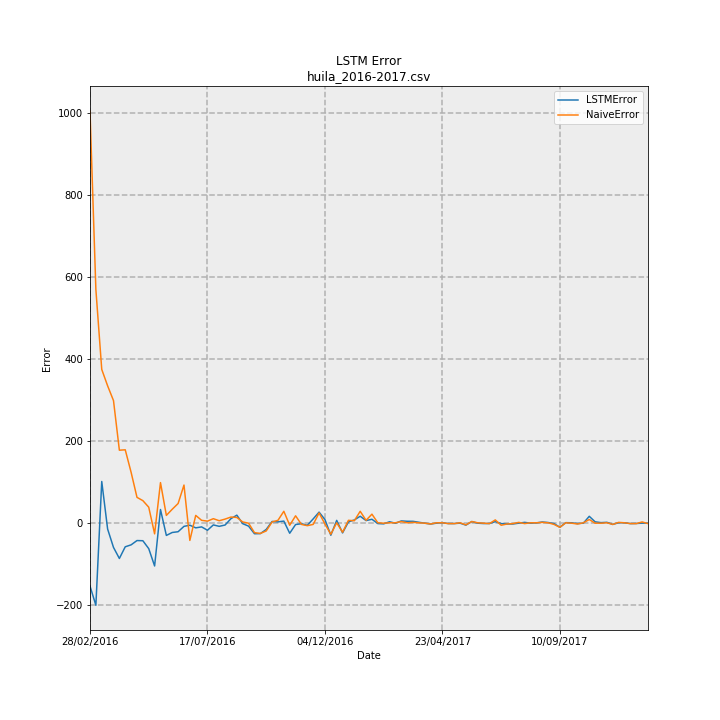 LSTM Error
huila_2016-2017.csv
LSTMError
NaiveError
1000
800
600
400
200
0
−200
Error
28/02/2016
17/07/2016
04/12/2016
23/04/2017
10/09/2017
Date